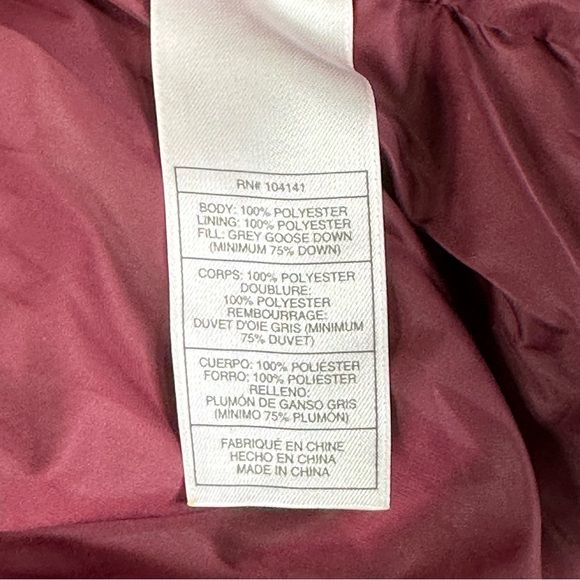 RN# 104141
BODY: 100% POLYESTER
LINING: 100% POLYESTER
FILL: GREY GOOSE DOWN
(MINIMUM 75% DOWN)
CORPS: 100% POLYESTER
DOUBLURE:
100% POLYESTER
REMBOURRAGE:
DUVET D'OIE GRIS (MINIMUM
75% DUVET)
CUERPO: 100% POLIÉSTER
FORRO: 100% POLIÉSTER
RELLENO:
PLUMÓN DE GANSO GRIS
(MINIMO 75% PLUMÓN)
FABRIQUÉ EN CHINE
HECHO EN CHINA
MADE IN CHINA